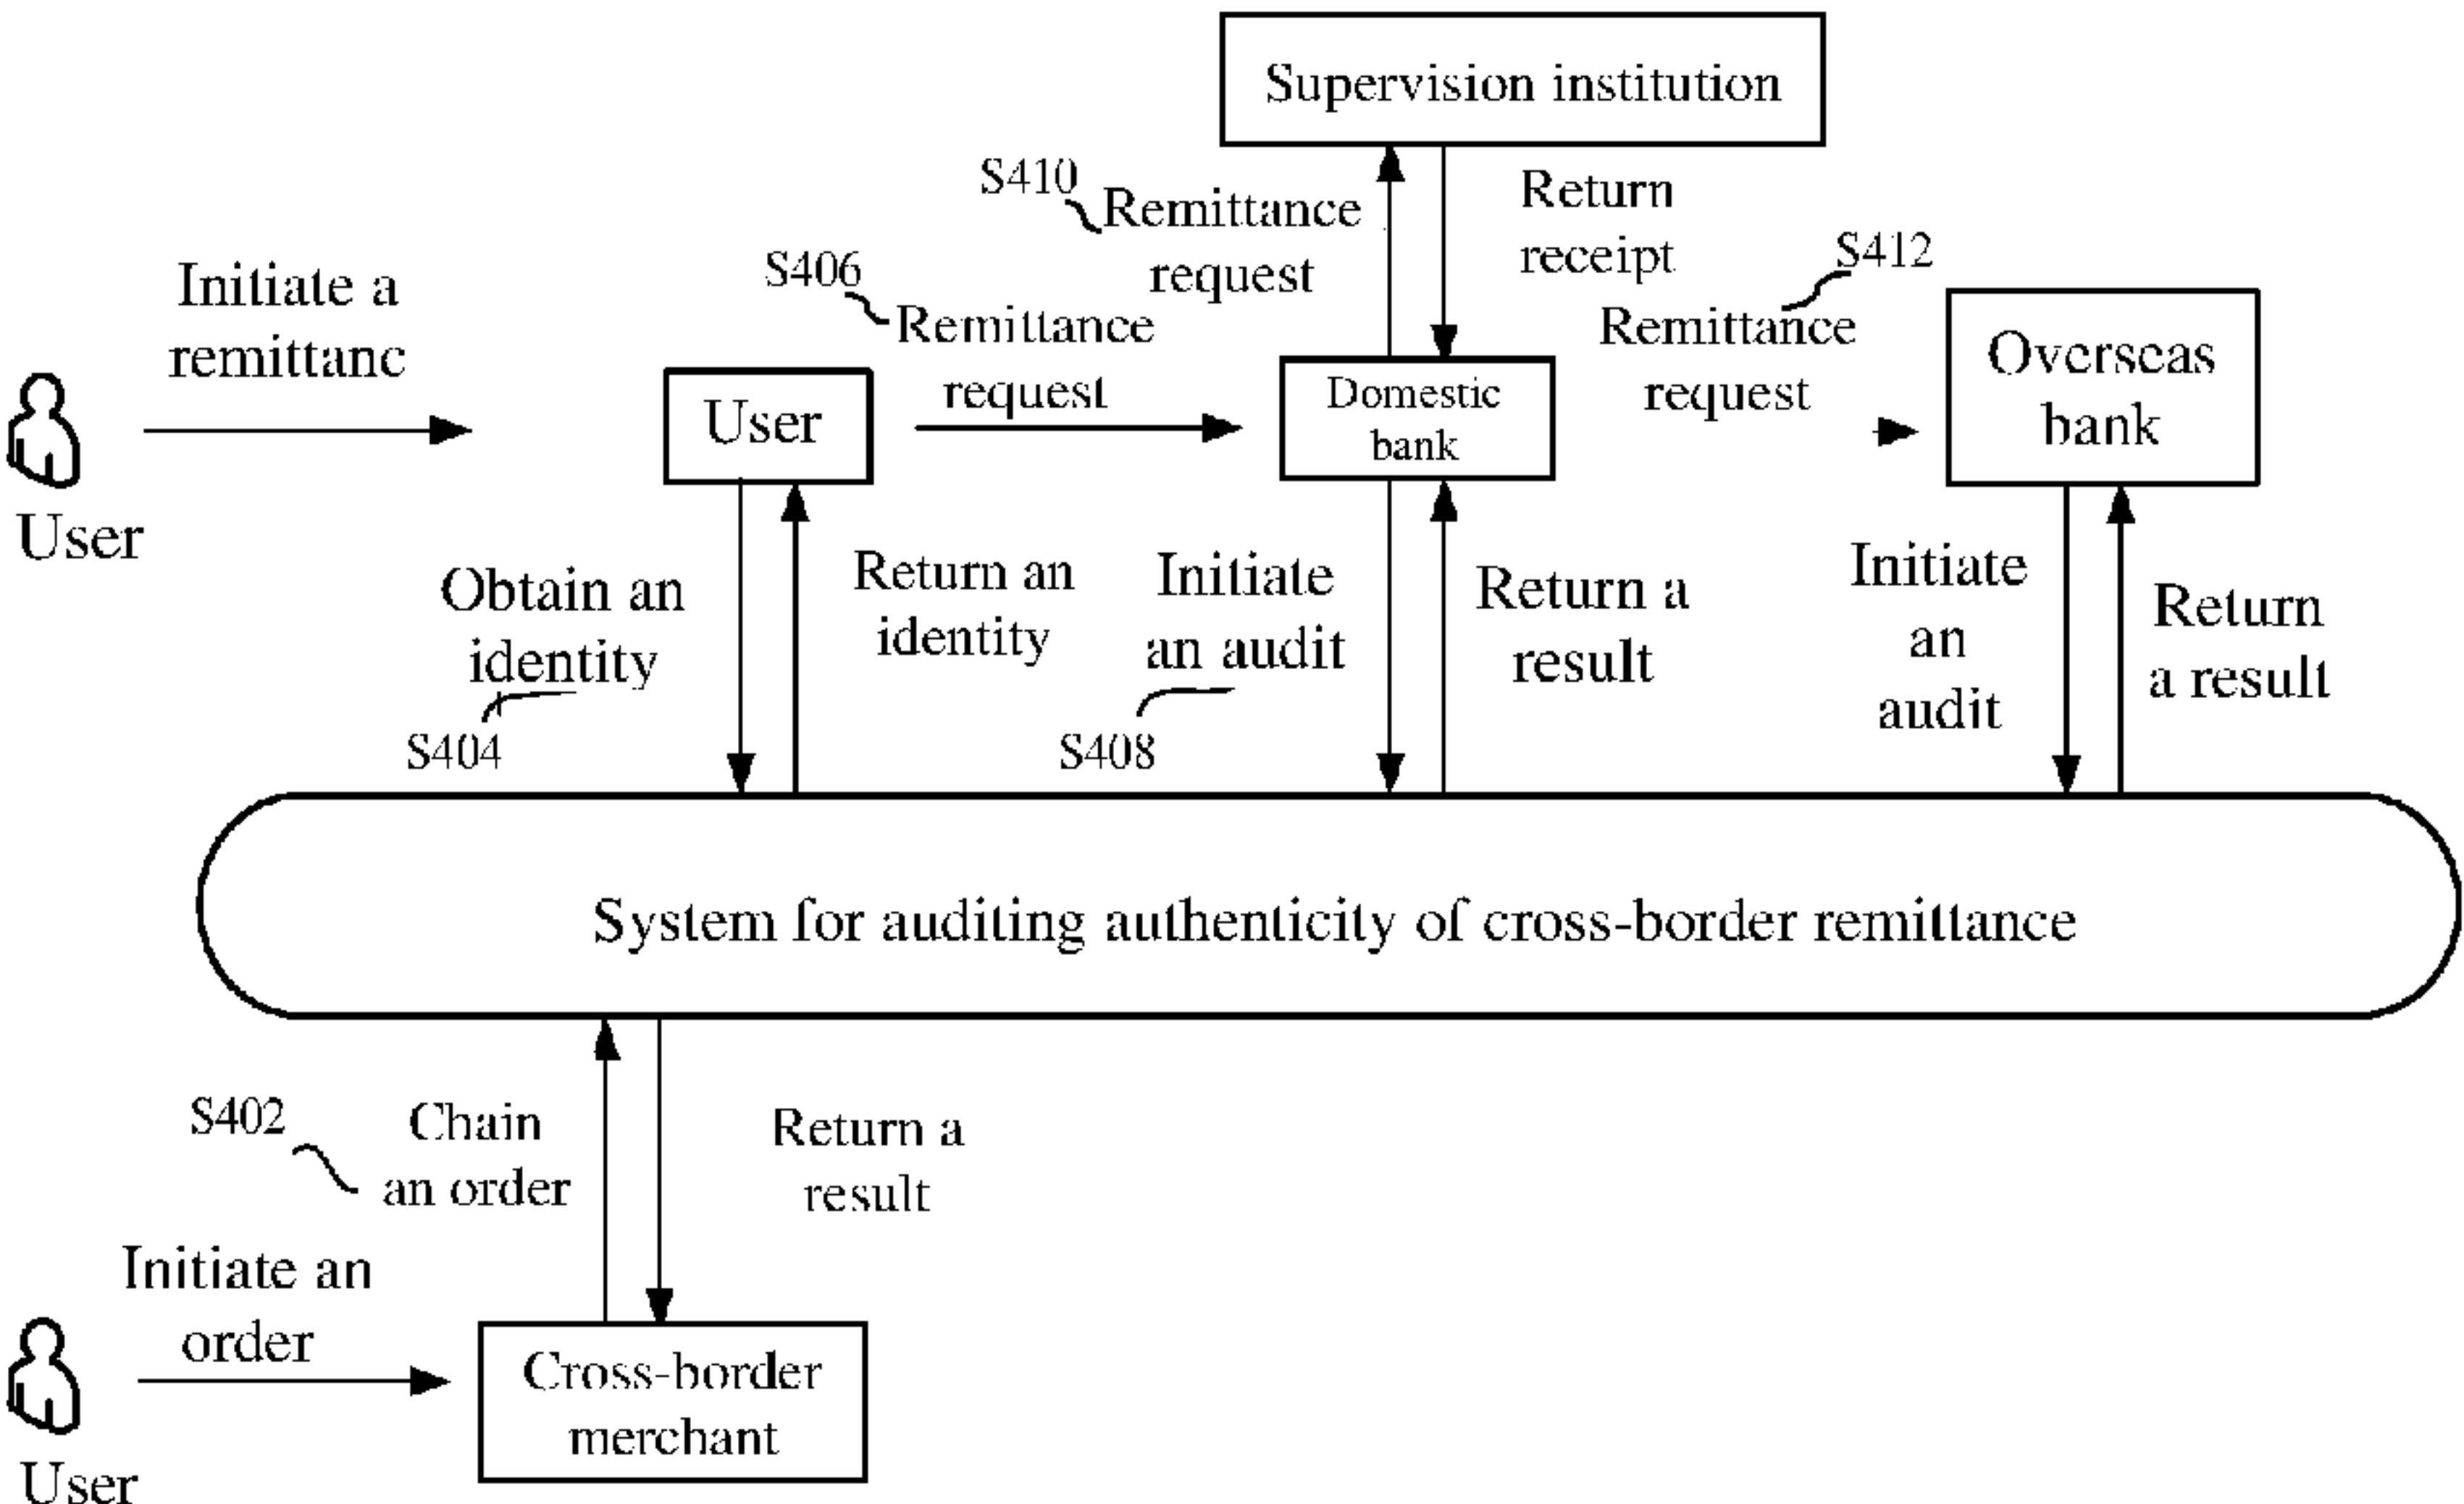 Supervision institution
S410
Remittance
request
Return
receipt
S412
Remittance
request
S406
Remittance
request
Initiate a
remittanc
User
User
Domestic
bank
Overseas
bank
Obtain an
identity
S404
Return an
identity
Initiate
an audit
S408
Return a
result
Initiate
an
audit
Return
a result
System for auditing authenticity of cross-border remittance
S402
Chain
an order
Return a
result
Initiate an
order
User
Cross-border
merchant